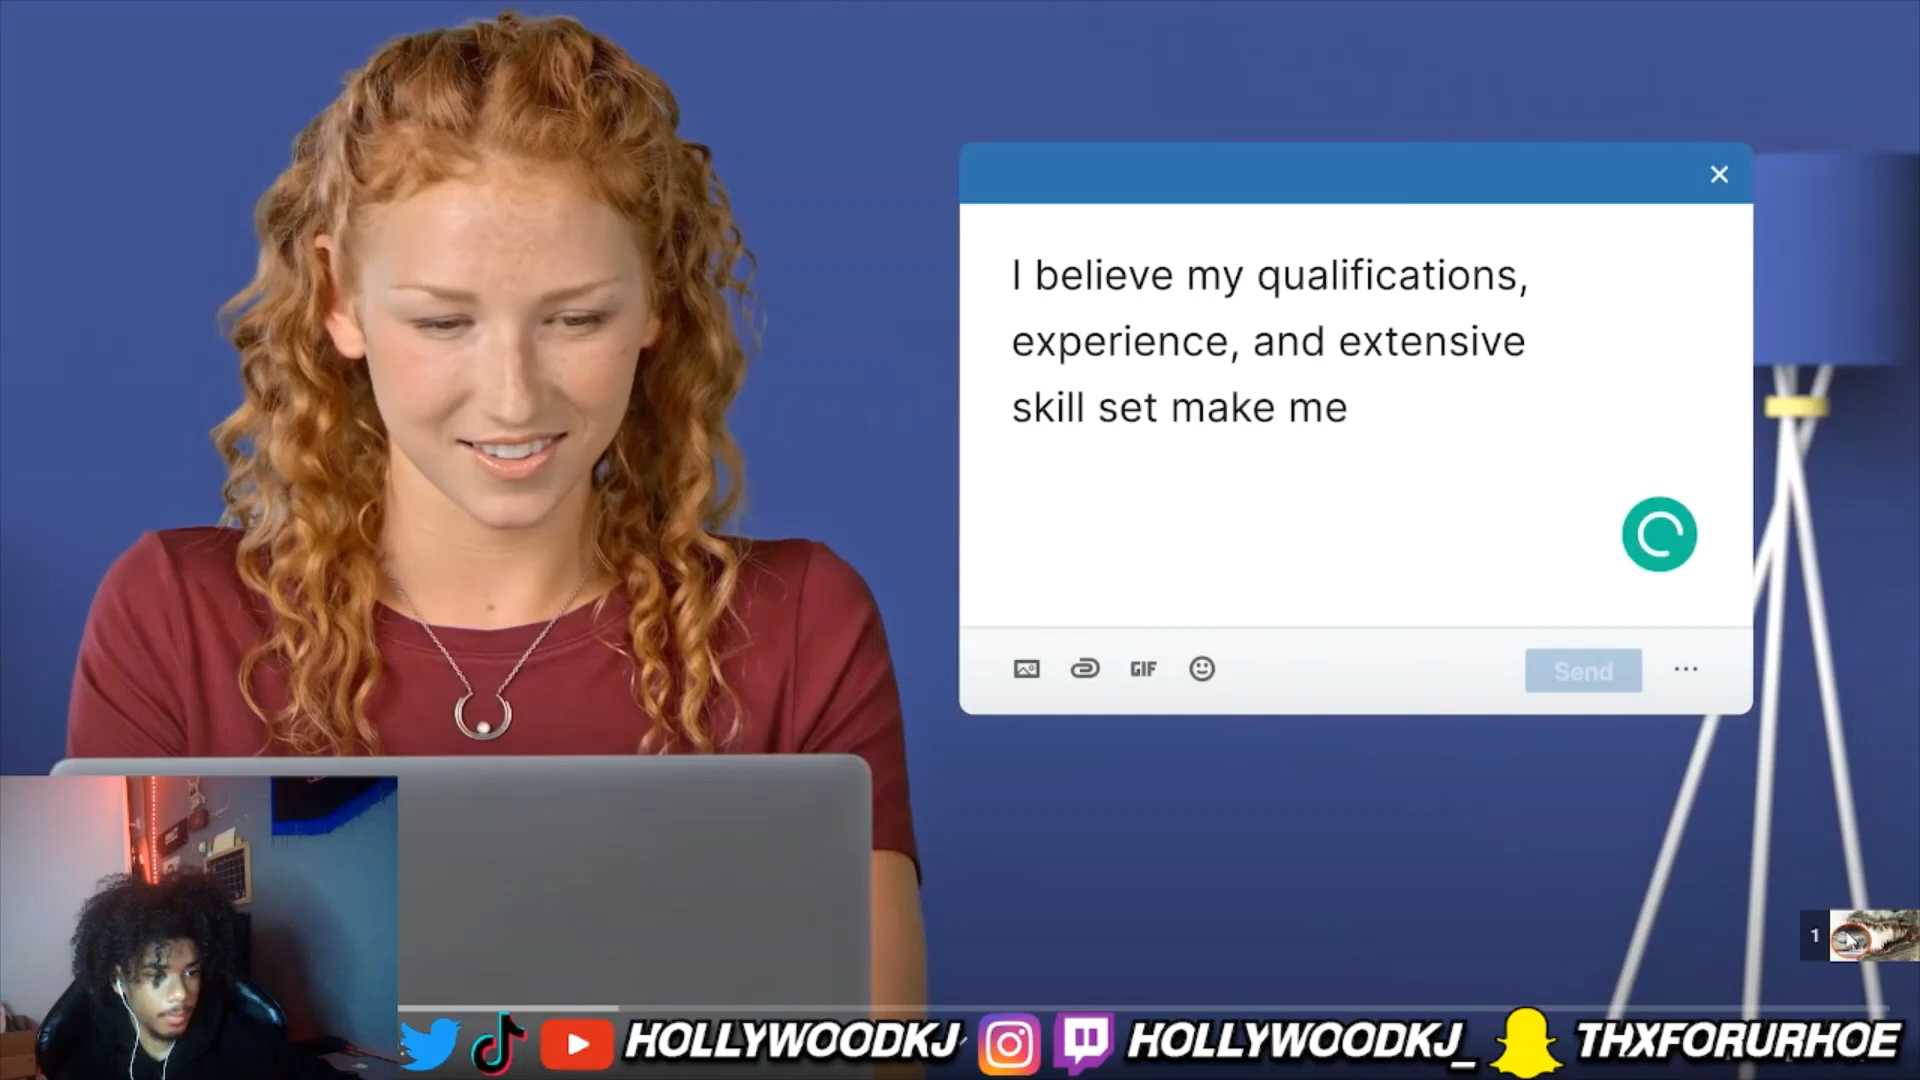 I believe my qualifications,
experience, and extensive
skill set make me
GIF
Send
1
HOLLYWOODKJ
HOLLYWOODKJ_
THXFORURHOE